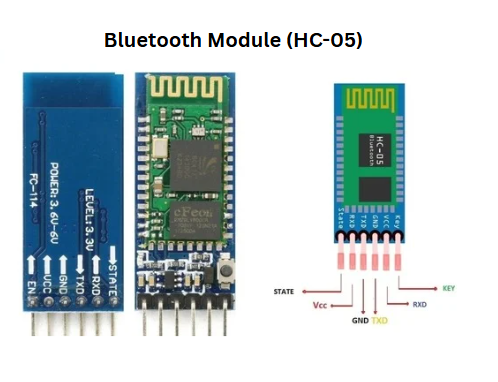 Bluetooth Module (HC-05)
FC-114
POWER:3.6V-6V
LEVEL:3.3V
EN
VCC
GND
TXD
RXD
STATE
cFeon
HC-05
Bluetooth
State
RXD
TXD
GND
VCC
Key
STATE
Vcc
GND
TXD
RXD
KEY